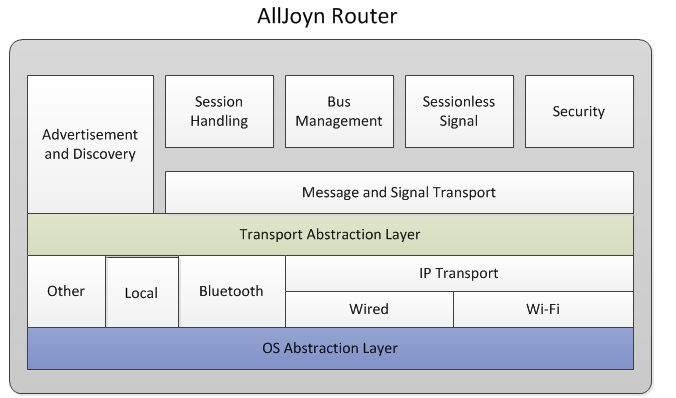 AllJoyn Router
Advertisement
and Discovery
Session
Handling
Bus
Management
Sessionless
Signal
Security
Message and Signal Transport
Transport Abstraction Layer
Other
Local
Bluetooth
IP Transport
Wired
Wi-Fi
OS Abstraction Layer